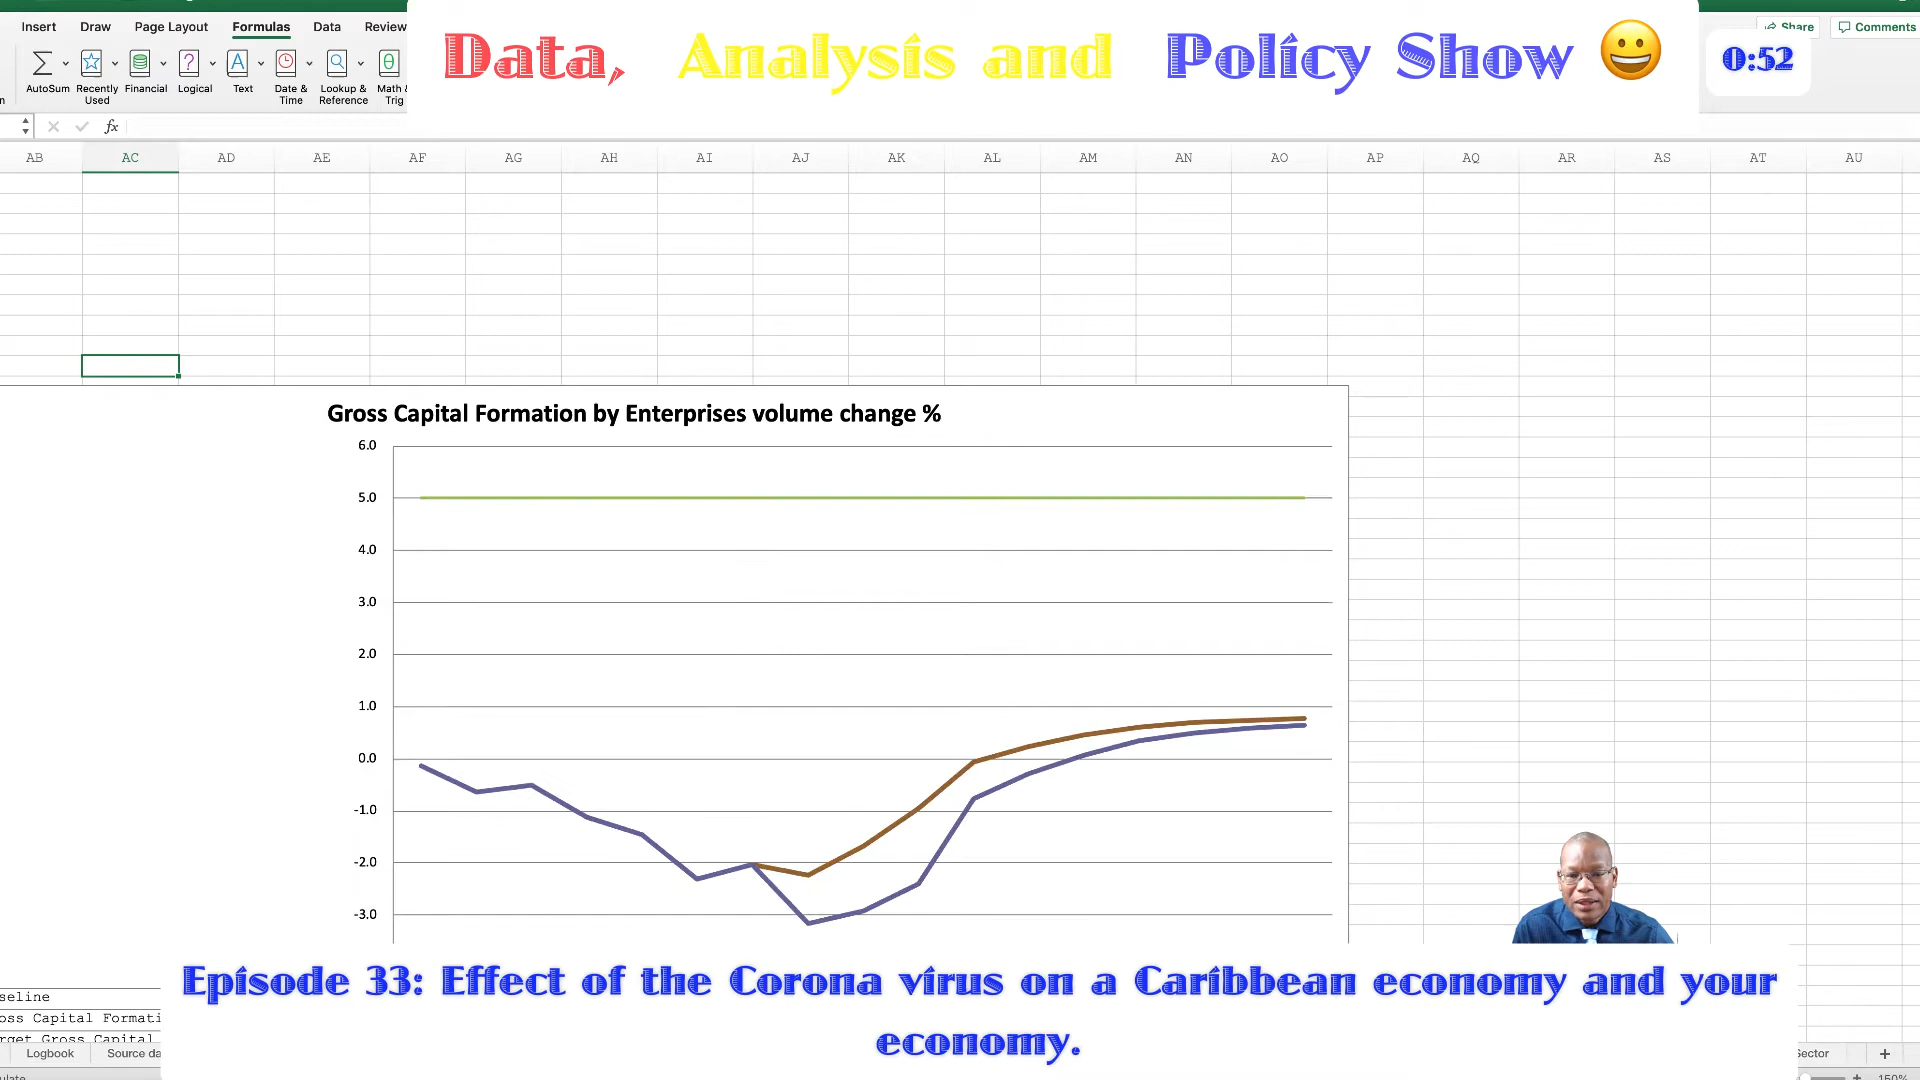 Insert Draw Page Layout Formulas Data Review
Share Comments
Data, Analysis and Policy Show 😀
0:52
AutoSum Recently Used Financial Logical Text Date & Time Lookup & Reference Math & Trig
fx
AB AC AD AE AF AG AH AI AJ AK AL AM AN AO AP AQ AR AS AT AU
Gross Capital Formation by Enterprises volume change %
6.0
5.0
4.0
3.0
2.0
1.0
0.0
-1.0
-2.0
-3.0
Episode 33: Effect of the Corona virus on a Caribbean economy and your
economy.
seline
oss Capital Formati
rget Gross Capital
Logbook Source da
Sector +
150%